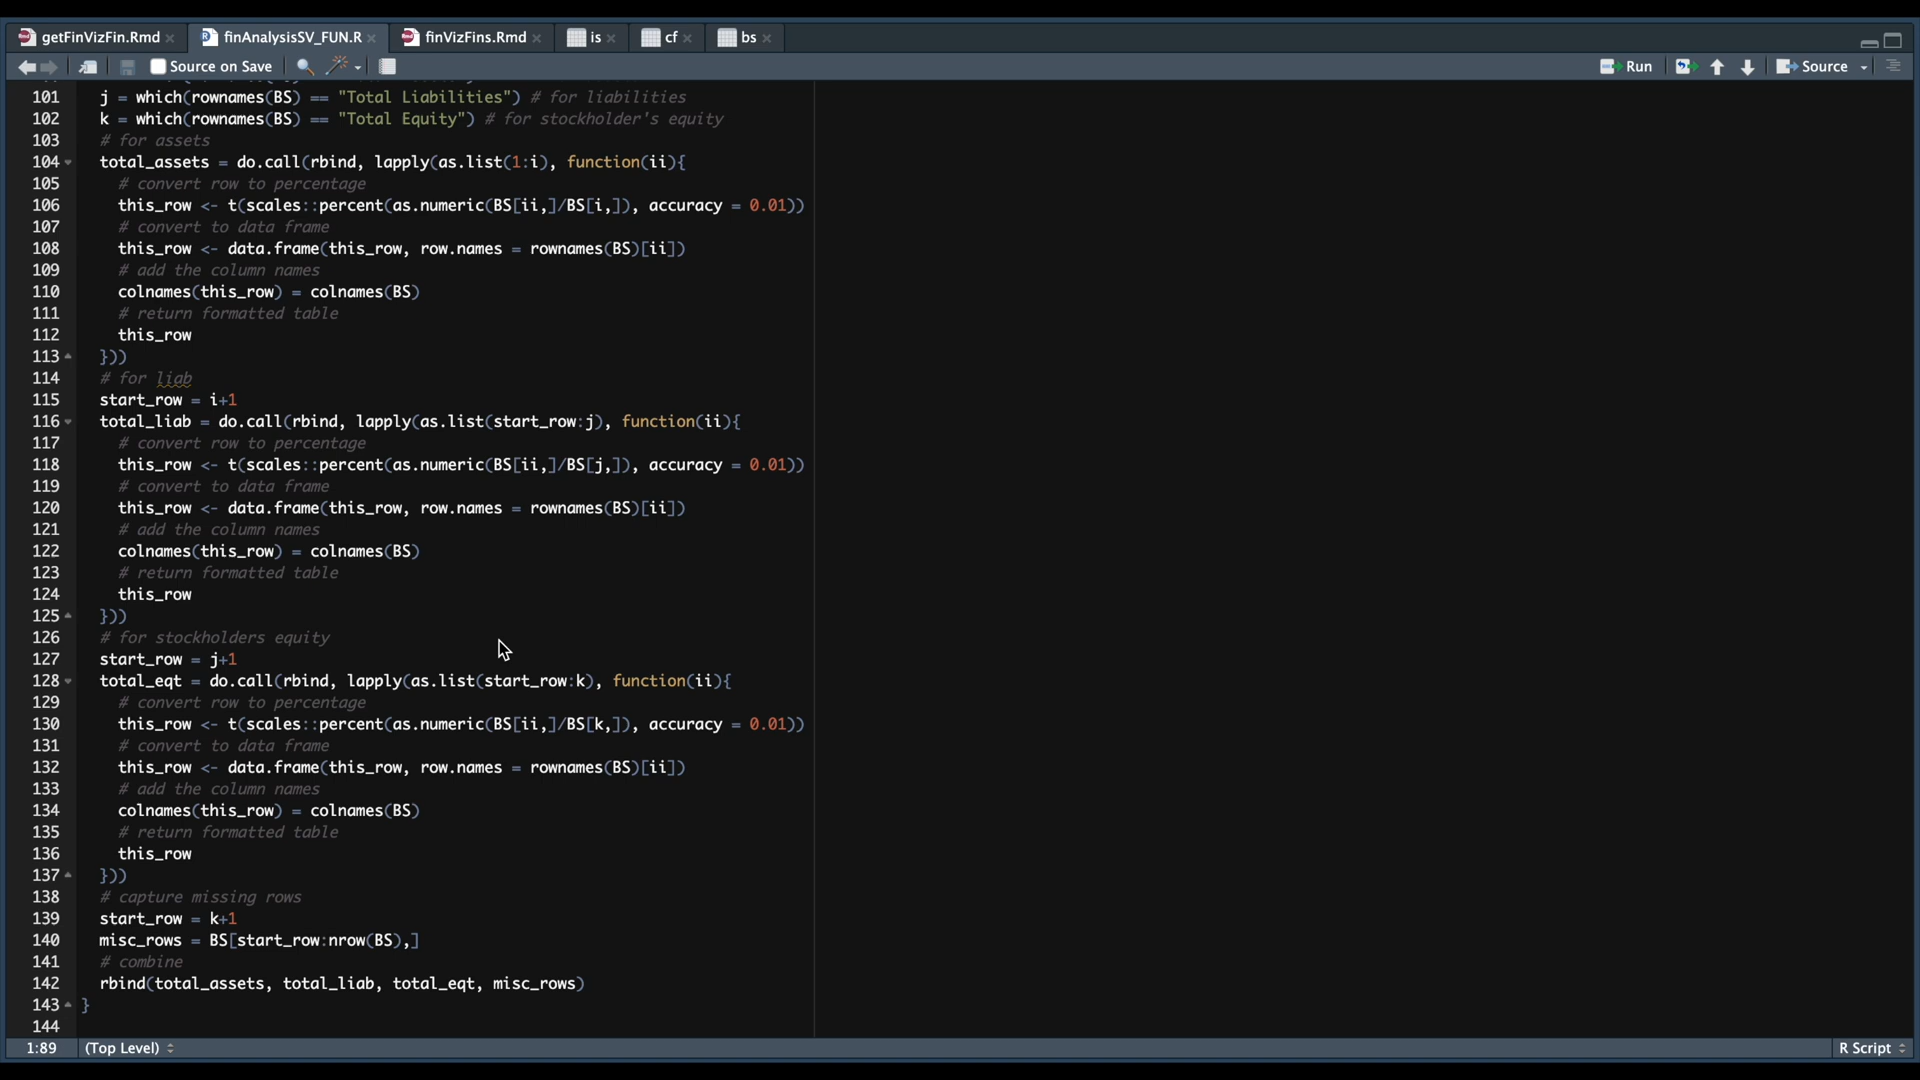 getFinVizFin.Rmd finAnalysisSV_FUN.R finVizFins.Rmd is cf bs
Source on Save Run Source
101 j = which(rownames(BS) == "Total Liabilities") # for liabilities
102 k = which(rownames(BS) == "Total Equity") # for stockholder's equity
103 # for assets
104 total_assets = do.call(rbind, lapply(as.list(1:i), function(ii){
105 # convert row to percentage
106 this_row <- t(scales::percent(as.numeric(BS[ii,]/BS[i,]), accuracy = 0.01))
107 # convert to data frame
108 this_row <- data.frame(this_row, row.names = rownames(BS)[ii])
109 # add the column names
110 colnames(this_row) = colnames(BS)
111 # return formatted table
112 this_row
113 }))
114 # for liab
115 start_row = i+1
116 total_liab = do.call(rbind, lapply(as.list(start_row:j), function(ii){
117 # convert row to percentage
118 this_row <- t(scales::percent(as.numeric(BS[ii,]/BS[j,]), accuracy = 0.01))
119 # convert to data frame
120 this_row <- data.frame(this_row, row.names = rownames(BS)[ii])
121 # add the column names
122 colnames(this_row) = colnames(BS)
123 # return formatted table
124 this_row
125 }))
126 # for stockholders equity
127 start_row = j+1
128 total_eqt = do.call(rbind, lapply(as.list(start_row:k), function(ii){
129 # convert row to percentage
130 this_row <- t(scales::percent(as.numeric(BS[ii,]/BS[k,]), accuracy = 0.01))
131 # convert to data frame
132 this_row <- data.frame(this_row, row.names = rownames(BS)[ii])
133 # add the column names
134 colnames(this_row) = colnames(BS)
135 # return formatted table
136 this_row
137 }))
138 # capture missing rows
139 start_row = k+1
140 misc_rows = BS[start_row:nrow(BS),]
141 # combine
142 rbind(total_assets, total_liab, total_eqt, misc_rows)
143 }
144
1:89 (Top Level) R Script